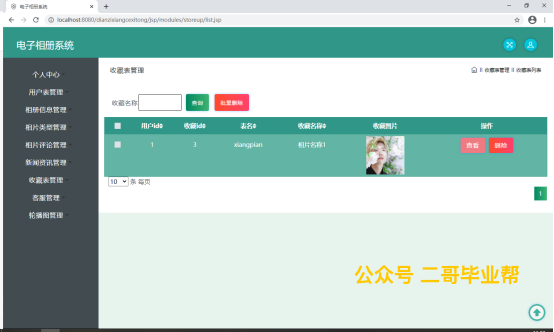 电子相册系统
localhost:8080/dianzixiangcexitong/jsp/modules/storeup/list.jsp
电子相册系统
个人中心
用户表管理
相册信息管理
相片类型管理
相片评论管理
新闻资讯管理
收藏表管理
客服管理
轮播图管理
收藏表管理
收藏表管理 收藏表列表
收藏名称 查询 批量删除
用户id 收藏id 表名 收藏名称 收藏图片 操作
1 3 xiangpian 相片名称1 查看 删除
10 条 每页
1
公众号 二哥毕业帮